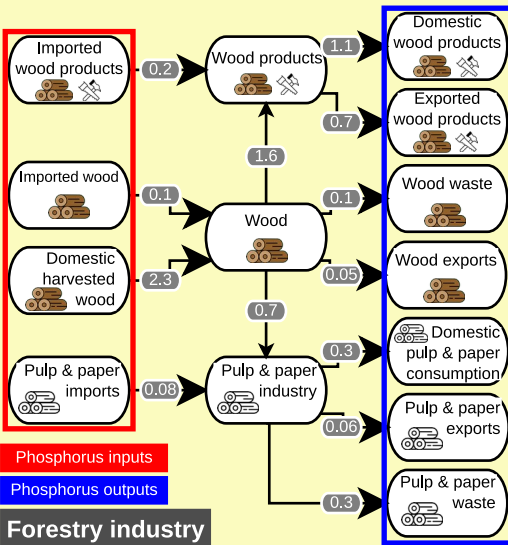 Imported
wood products
0.2
Wood products
1.1
Domestic
wood products
0.7
Exported
wood products
1.6
Imported wood
0.1
Wood
0.1
Wood waste
Domestic
harvested
wood
2.3
0.05
Wood exports
0.7
Pulp & paper
imports
0.08
Pulp & paper
industry
0.3
Domestic
pulp & paper
consumption
0.06
Pulp & paper
exports
0.3
Pulp & paper
waste
Phosphorus inputs
Phosphorus outputs
Forestry industry